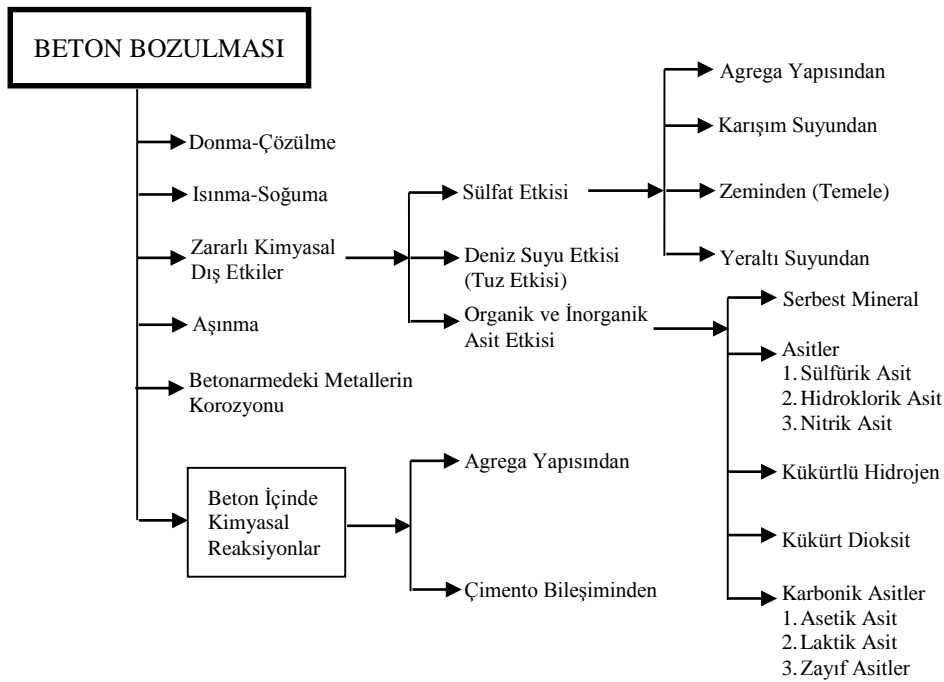 BETON BOZULMASI
Donma-Çözülme
Isınma-Soğuma
Zararlı Kimyasal
Dış Etkiler
Aşınma
Betonarmedeki Metallerin
Korozyonu
Beton İçinde
Kimyasal
Reaksiyonlar
Sülfat Etkisi
Deniz Suyu Etkisi
(Tuz Etkisi)
Organik ve İnorganik
Asit Etkisi
Agrega Yapısından
Çimento Bileşiminden
Agrega Yapısından
Karışım Suyundan
Zeminden (Temele)
Yeraltı Suyundan
Serbest Mineral
Asitler
1. Sülfürik Asit
2. Hidroklorik Asit
3. Nitrik Asit
Kükürtlü Hidrojen
Kükürt Dioksit
Karbonik Asitler
1. Asetik Asit
2. Laktik Asit
3. Zayıf Asitler